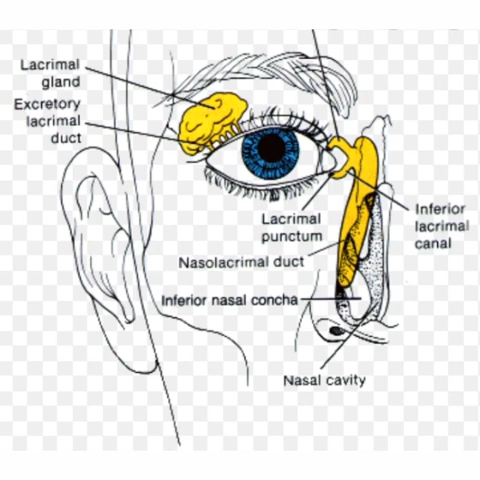 Lacrimal
gland
Excretory
lacrimal
duct
Lacrimal
punctum
Inferior
lacrimal
canal
Nasolacrimal duct
Inferior nasal concha
Nasal cavity